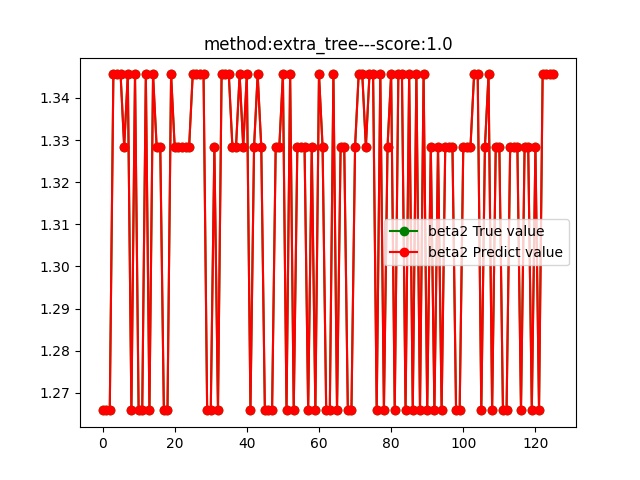 method:extra_tree---score:1.0
1.34
1.33
1.32
1.31
1.30
1.29
1.28
1.27
beta2 True value
beta2 Predict value
0 20 40 60 80 100 120